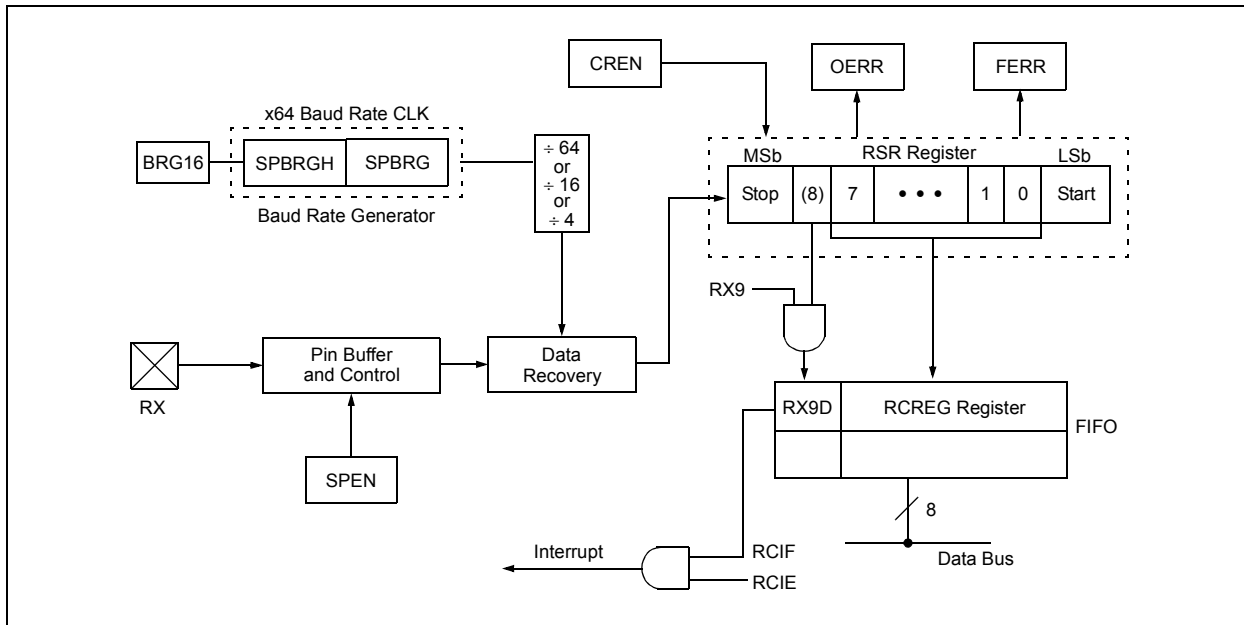 CREN
OERR
FERR
x64 Baud Rate CLK
BRG16
SPBRGH
SPBRG
Baud Rate Generator
÷ 64
or
÷ 16
or
÷ 4
MSb
RSR Register
LSb
Stop
(8)
7
• • •
1
0
Start
RX9
Pin Buffer
and Control
Data
Recovery
RX
SPEN
RX9D
RCREG Register
FIFO
8
Data Bus
Interrupt
RCIF
RCIE